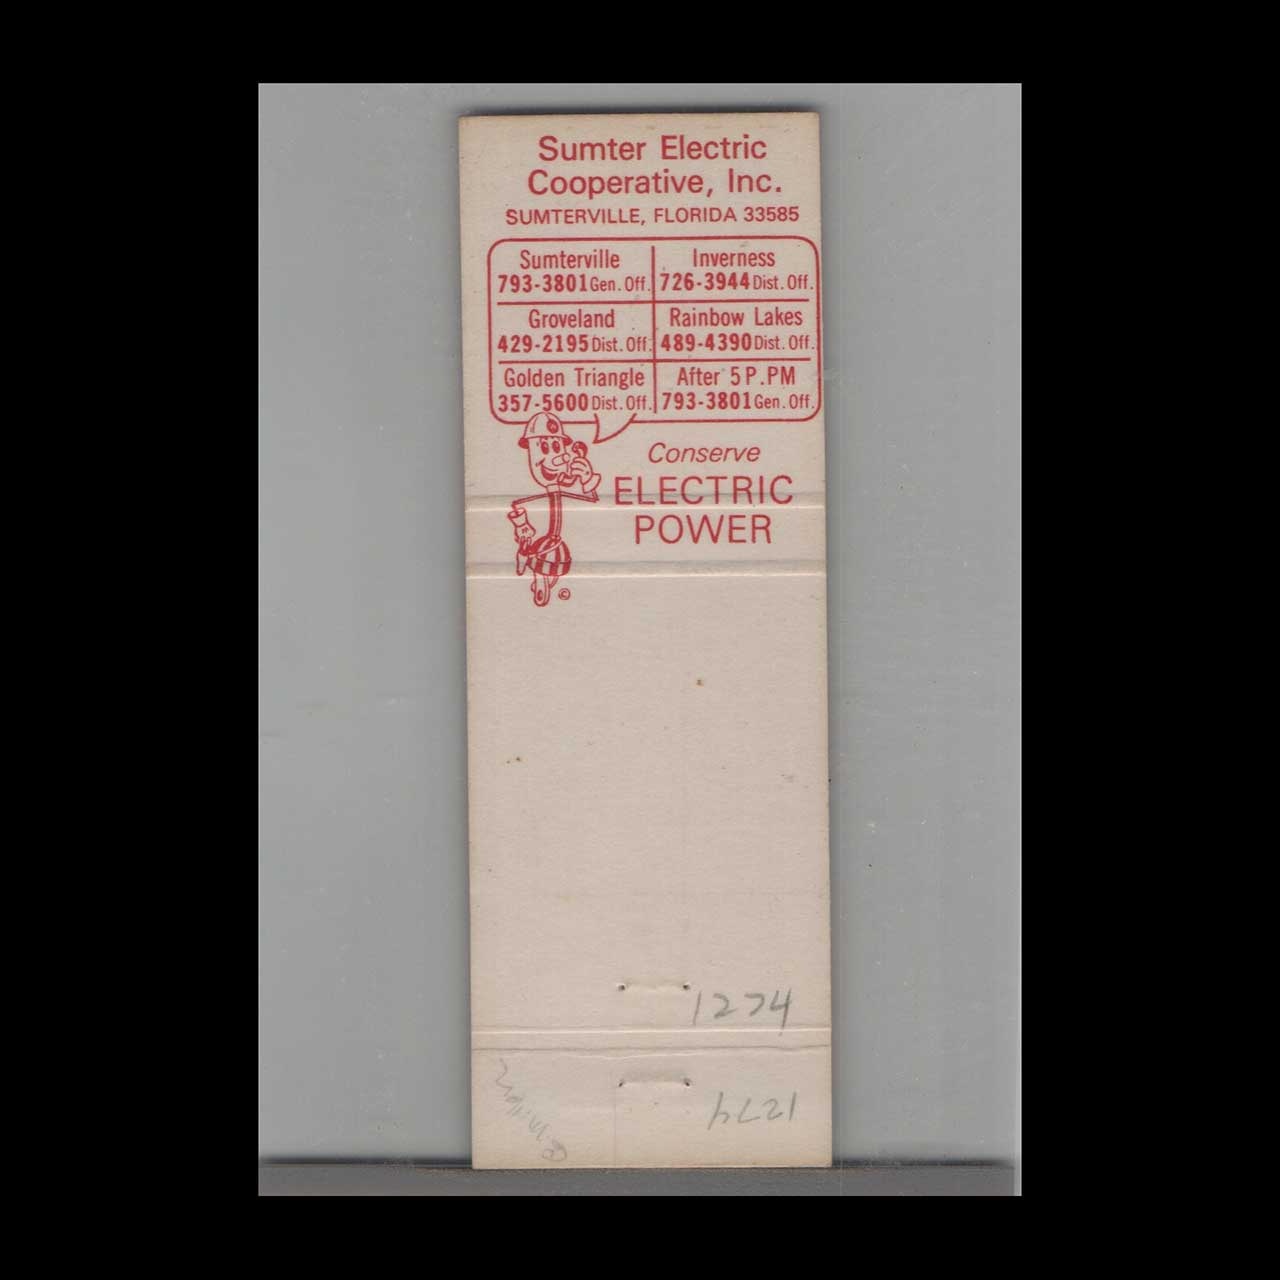 Sumter Electric
Cooperative, Inc.
SUMTERVILLE, FLORIDA 33585
Sumterville
793-3801 Gen. Off.
Inverness
726-3944 Dist. Off.
Groveland
429-2195 Dist. Off.
Rainbow Lakes
489-4390 Dist. Off.
Golden Triangle
357-5600 Dist. Off.
After 5 P.PM
793-3801 Gen. Off.
Conserve
ELECTRIC
POWER
©
1274
1274